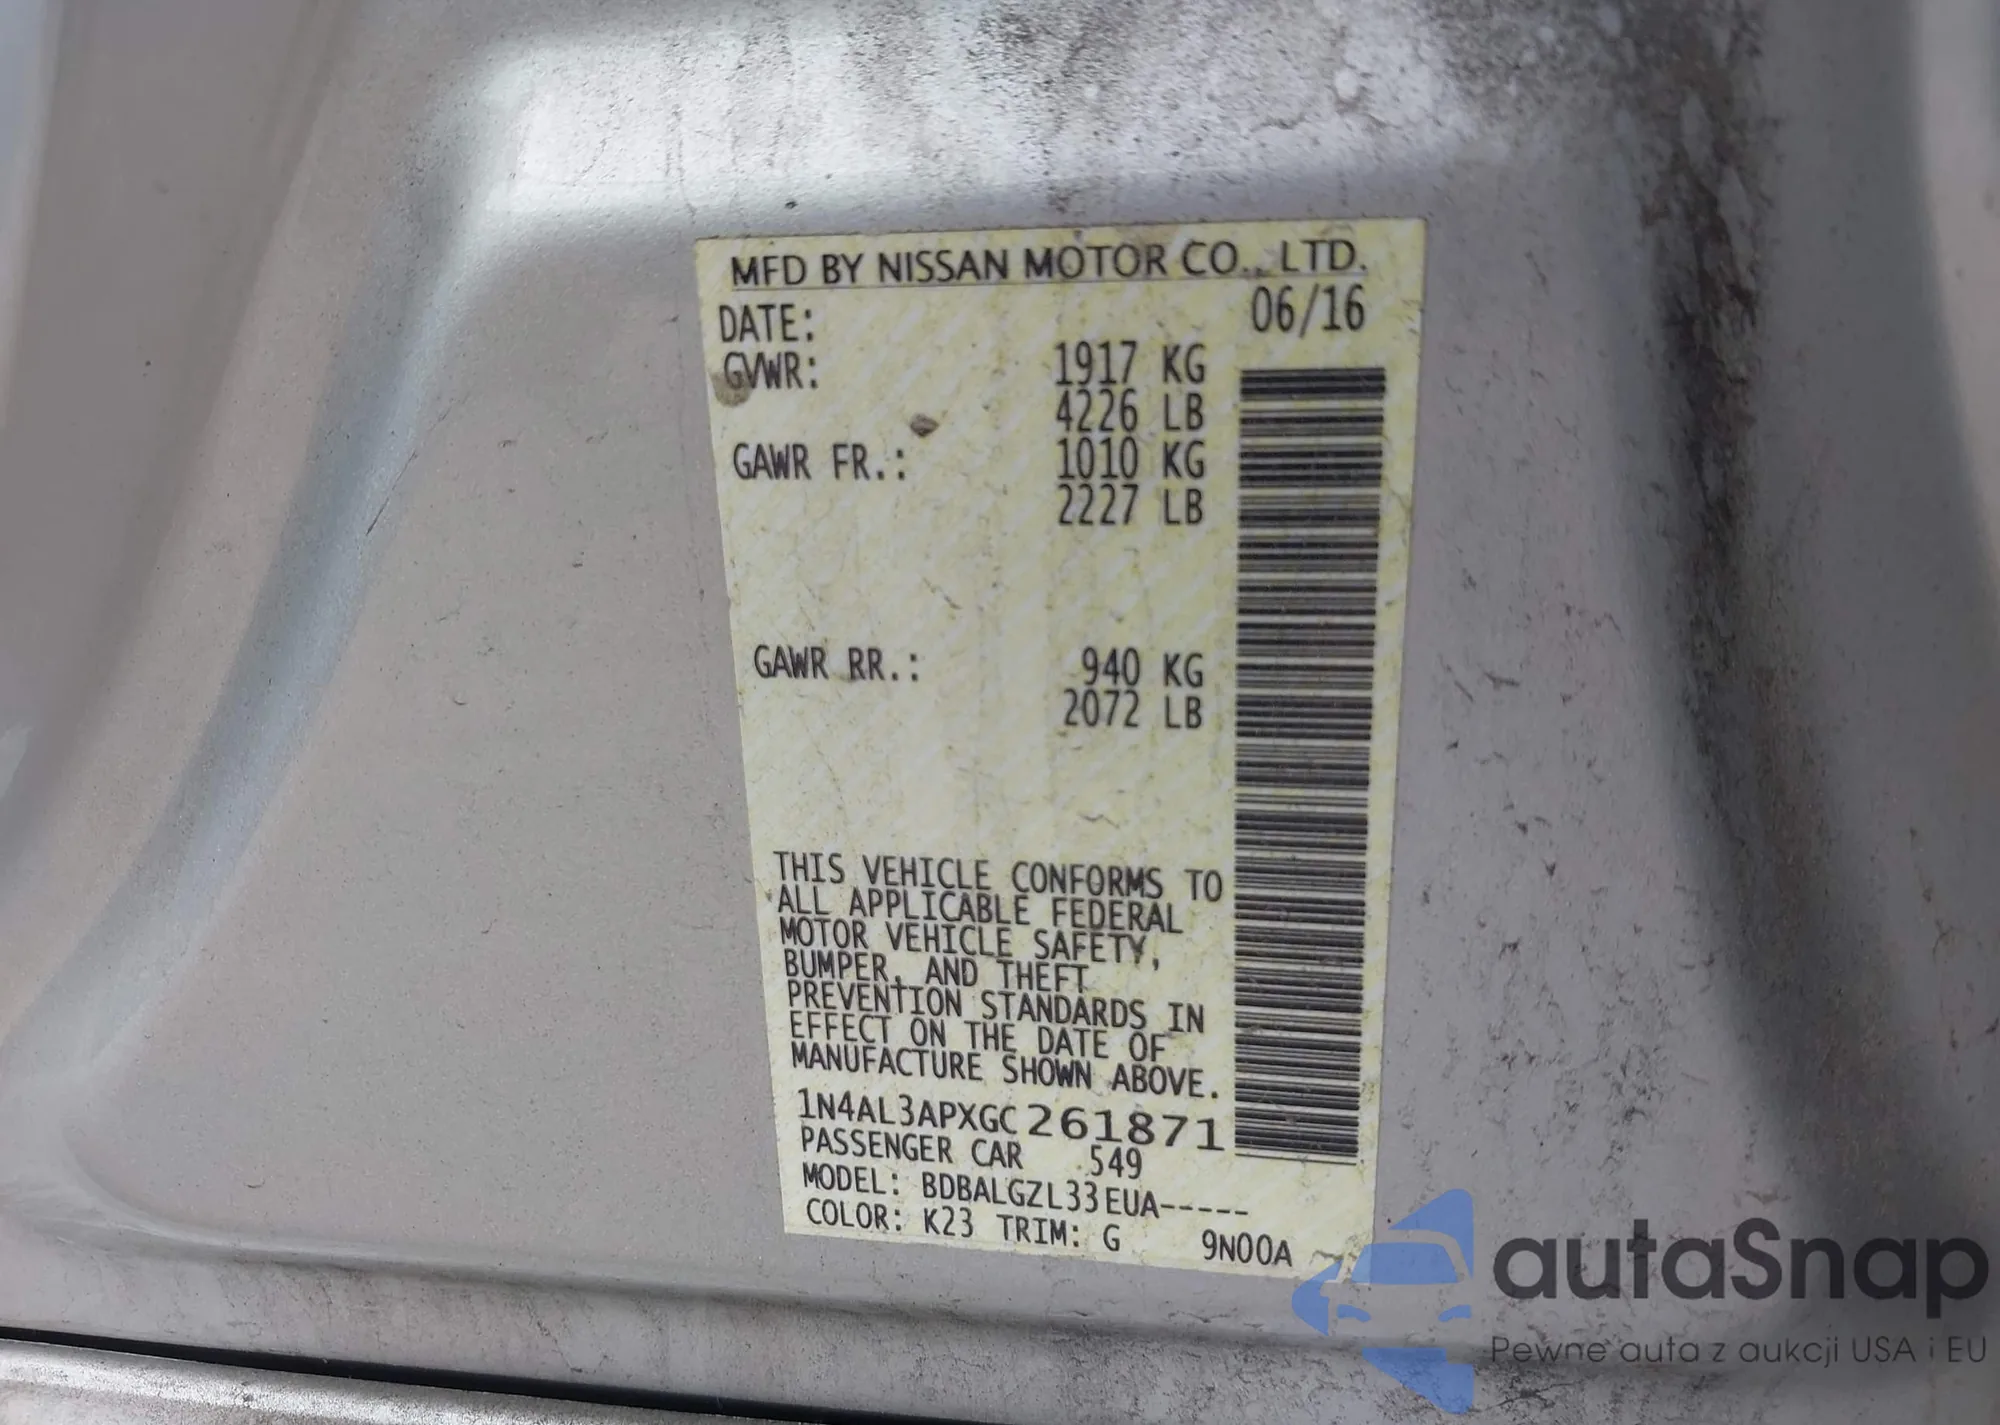 MFD BY NISSAN MOTOR CO., LTD.
DATE: 06/16
GVWR: 1917 KG
4226 LB
GAWR FR.: 1010 KG
2227 LB
GAWR RR.: 940 KG
2072 LB
THIS VEHICLE CONFORMS TO
ALL APPLICABLE FEDERAL
MOTOR VEHICLE SAFETY,
BUMPER, AND THEFT
PREVENTION STANDARDS IN
EFFECT ON THE DATE OF
MANUFACTURE SHOWN ABOVE.
1N4AL3APXGC261871
PASSENGER CAR 549
MODEL: BDBALGZL33EUA-----
COLOR: K23 TRIM: G 9N00A
autaSnap
Pewne auta z aukcji USA i EU